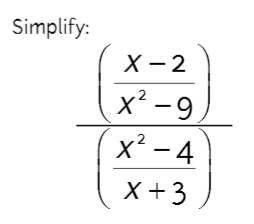 Simplify:
(x − 2
x² − 9)
(x² − 4
x + 3)